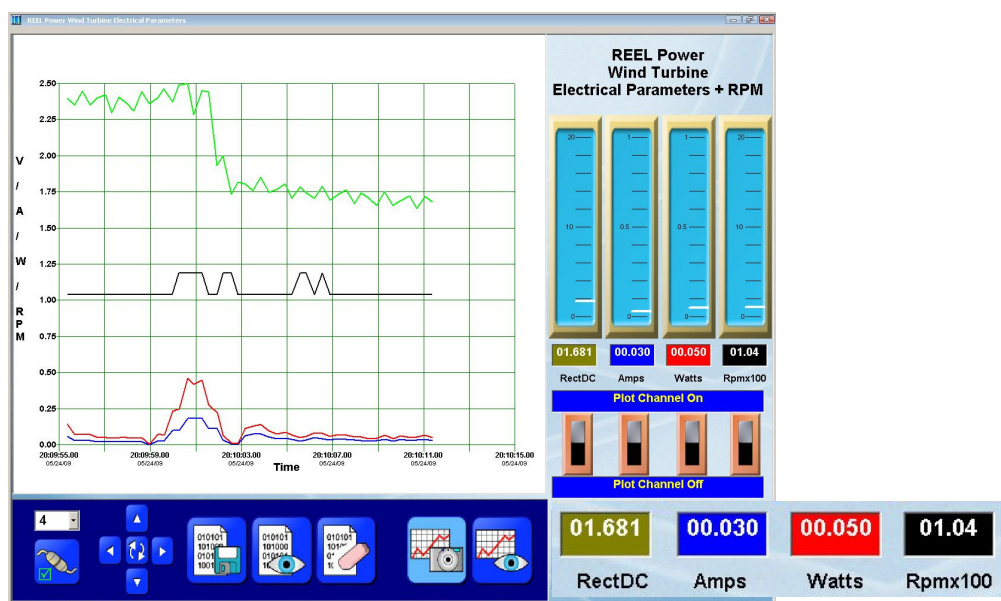 REEL Power Wind Turbine Electrical Parameters
REEL Power
Wind Turbine
Electrical Parameters + RPM
2.50
2.25
2.00
1.75
1.50
1.25
1.00
0.75
0.50
0.25
0.00
V
/
A
/
W
/
R
P
M
20:09:55.00 20:09:59.00 20:10:03.00 20:10:07.00 20:10:11.00 20:10:15.00
05/24/09 05/24/09 05/24/09 05/24/09 05/24/09 05/24/09
Time
20 1 1 20
10 0.5 0.5 10
0 0 0 0
01.681 00.030 00.050 01.04
RectDC Amps Watts Rpmx100
Plot Channel On
Plot Channel Off
4
010101 010101 010101
101000 101000
01.681 00.030 00.050 01.04
RectDC Amps Watts Rpmx100